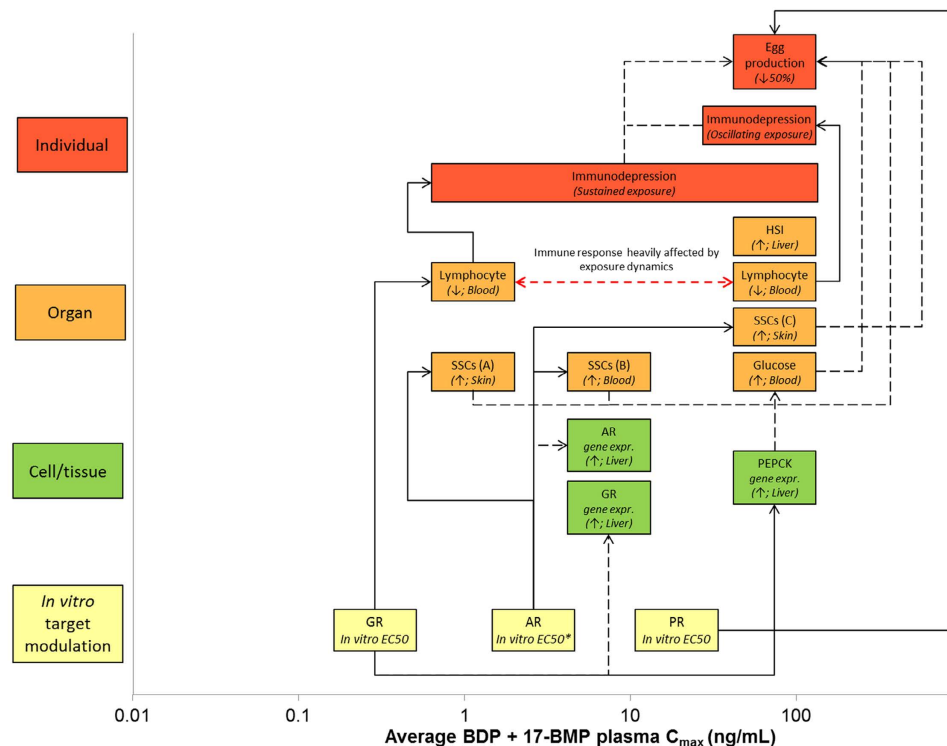 Egg
production
(↓50%)
Immunodepression
(Oscillating exposure)
Individual
Immunodepression
(Sustained exposure)
HSI
(↑; Liver)
Immune response heavily affected by
exposure dynamics
Lymphocyte
(↓; Blood)
Lymphocyte
(↓; Blood)
Organ
SSCs (C)
(↑; Skin)
SSCs (A)
(↑; Skin)
SSCs (B)
(↑; Blood)
Glucose
(↑; Blood)
AR
gene expr.
(↑; Liver)
Cell/tissue
PEPCK
gene expr.
(↑; Liver)
GR
gene expr.
(↑; Liver)
In vitro
target
modulation
GR
In vitro EC50
AR
In vitro EC50*
PR
In vitro EC50
0.01 0.1 1 10 100
Average BDP + 17-BMP plasma Cmax (ng/mL)